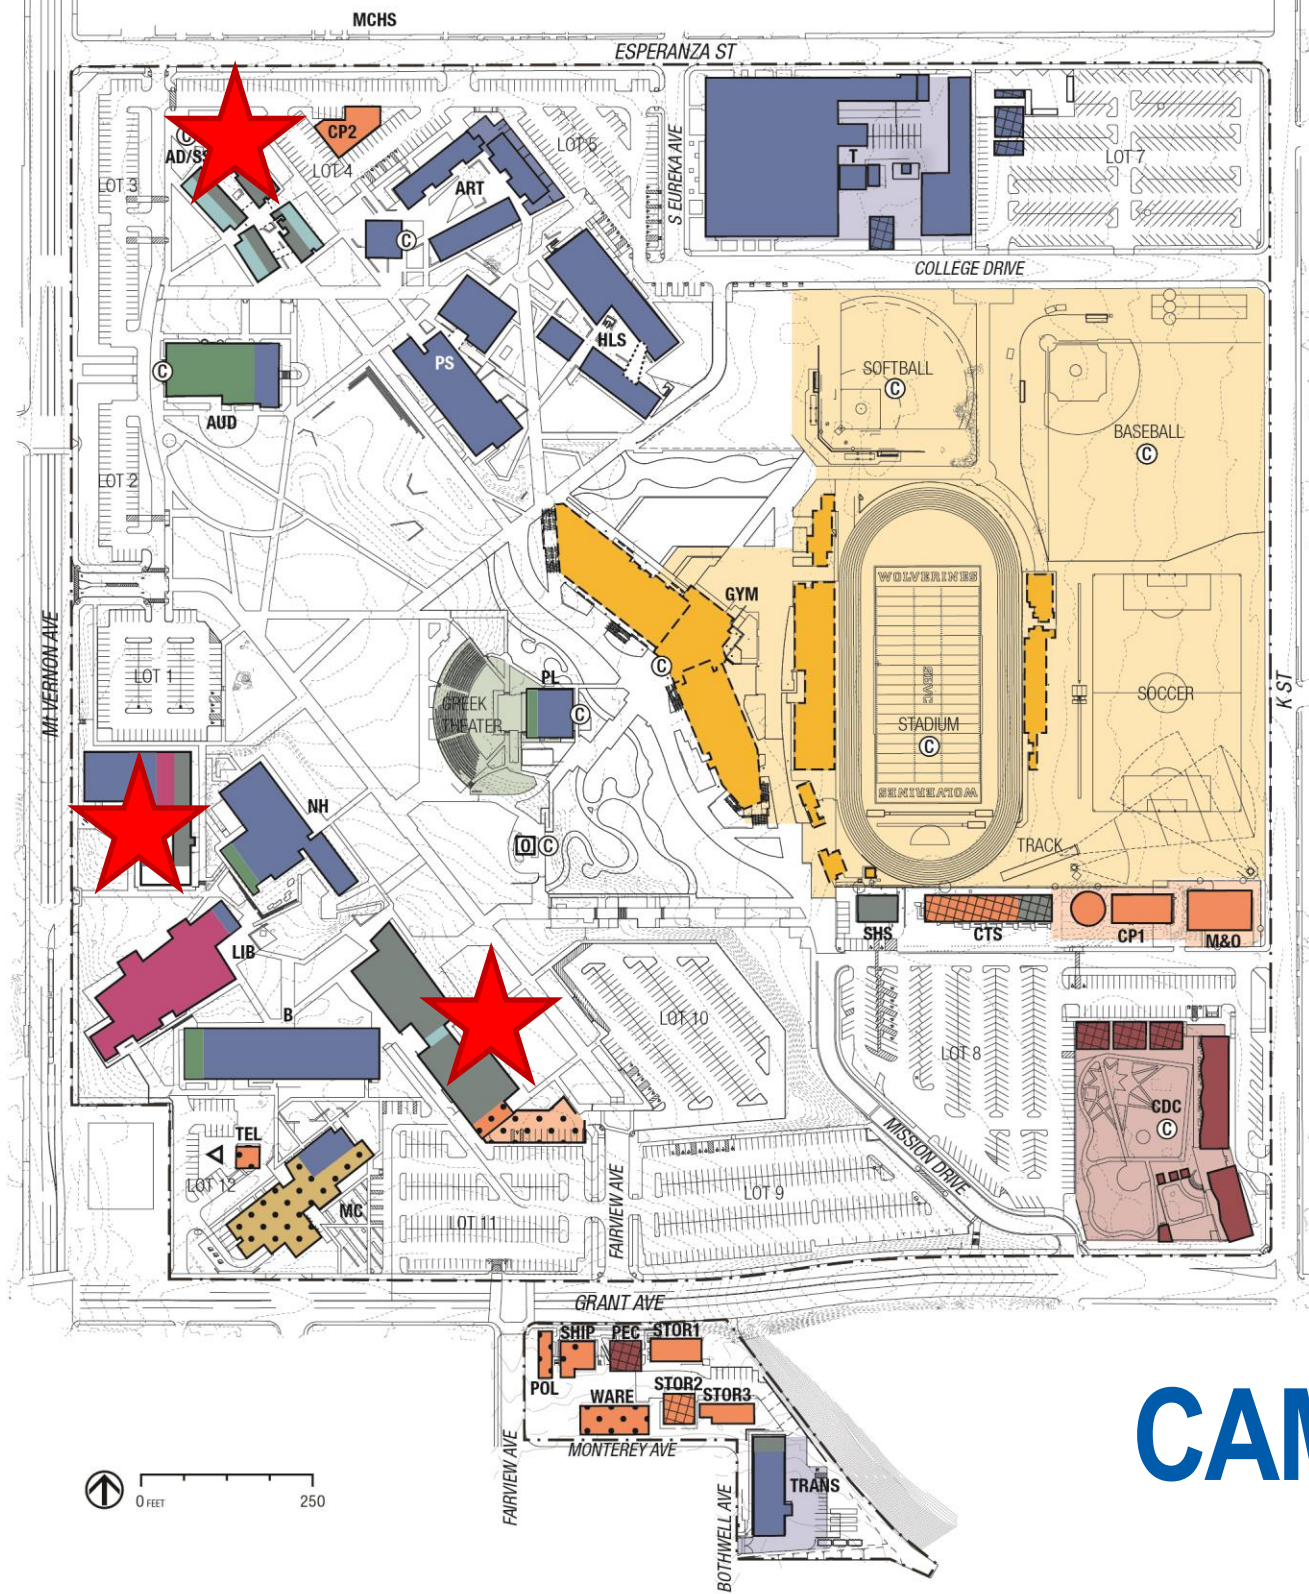 MCHS
ESPERANZA ST
CP2
C
AD/SS
LOT 3
LOT 4
LOT 5
ART
C
S EUREKA AVE
T
LOT 7
COLLEGE DRIVE
HLS
PS
C
AUD
SOFTBALL
C
BASEBALL
C
LOT 2
WOLVERINES
GYM
C
MT VERNON AVE
LOT 1
PL
C
GREEK
THEATER
SBVC
STADIUM
C
SOCCER
K ST
WOLVERINES
NH
O
C
TRACK
LIB
SHS
CTS
CP1
M&O
B
LOT 10
LOT 8
CDC
C
TEL
LOT 12
MC
LOT 11
FAIRVIEW AVE
LOT 9
MISSION DRIVE
GRANT AVE
SHIP
PEC
STOR1
POL
WARE
STOR2
STOR3
MONTEREY AVE
FAIRVIEW AVE
BOTHWELL AVE
TRANS
0 FEET
250
CAM